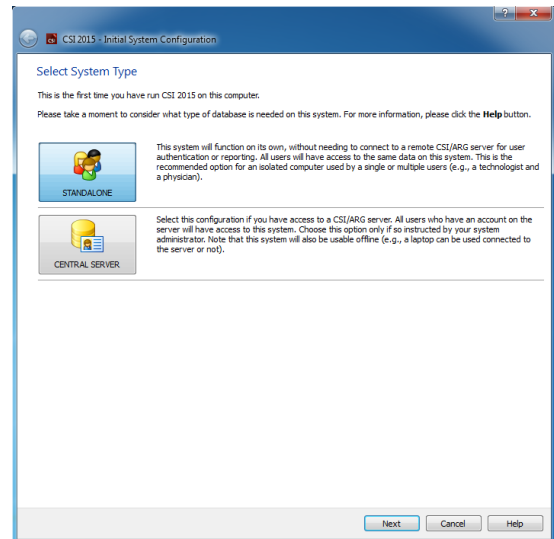 CSI 2015 - Initial System Configuration
Select System Type
This is the first time you have run CSI 2015 on this computer.
Please take a moment to consider what type of database is needed on this system. For more information, please click the Help button.
This system will function on its own, without needing to connect to a remote CSI/ARG server for user
authentication or reporting. All users will have access to the same data on this system. This is the
recommended option for an isolated computer used by a single or multiple users (e.g., a technologist and
a physician).
STANDALONE
Select this configuration if you have access to a CSI/ARG server. All users who have an account on the
server will have access to this system. Choose this option only if so instructed by your system
administrator. Note that this system will also be usable offline (e.g., a laptop can be used connected to
the server or not).
CENTRAL SERVER
Next Cancel Help